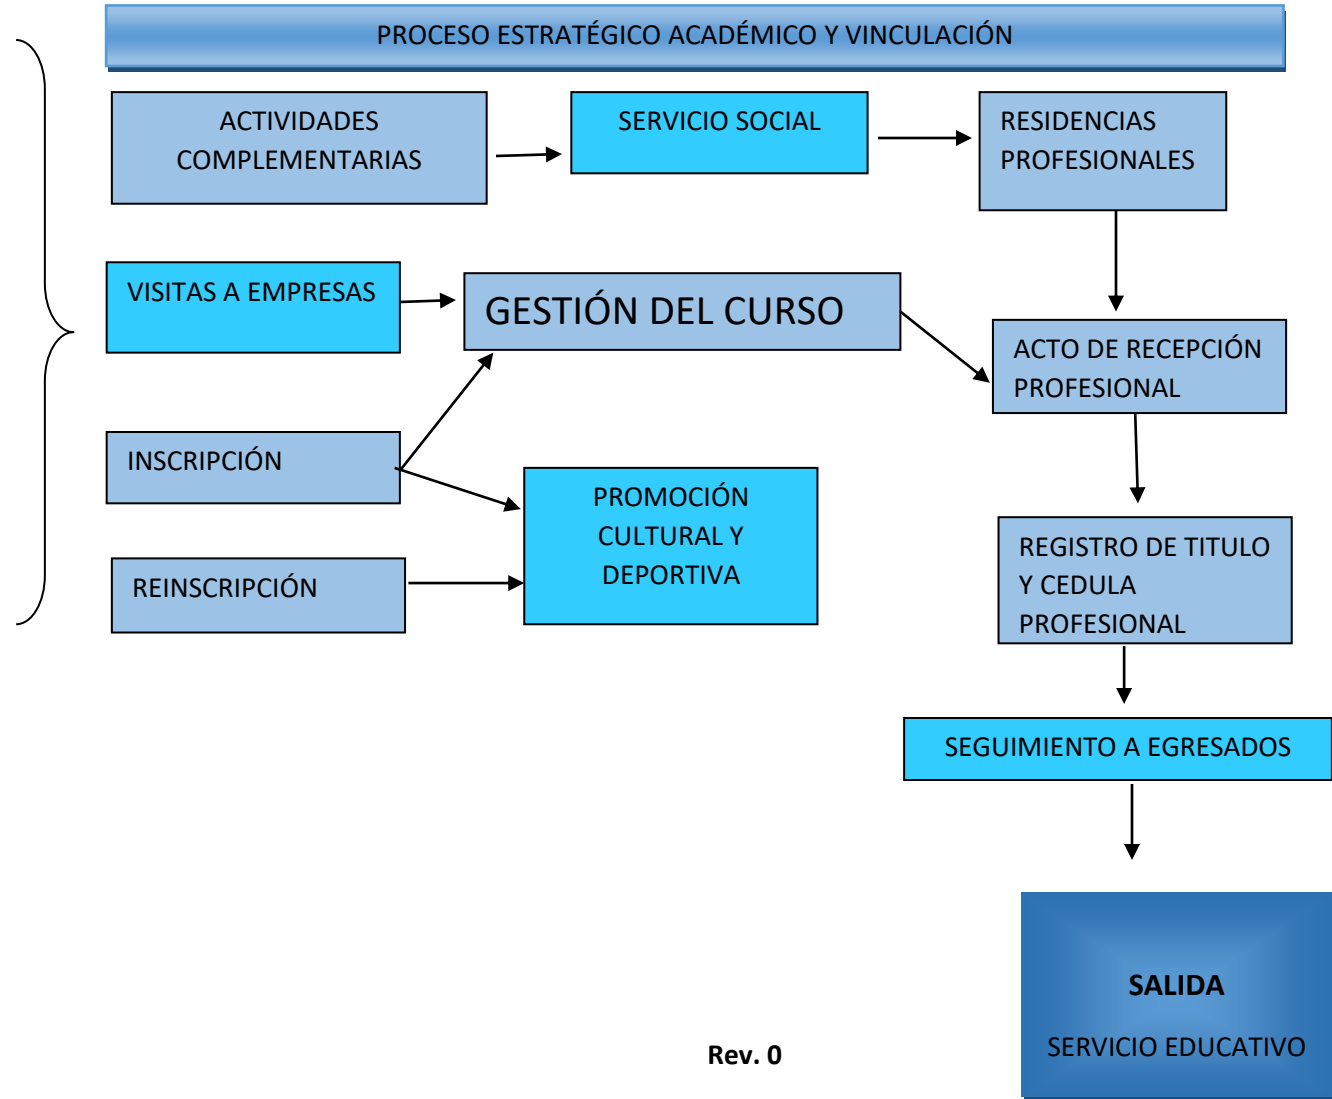 PROCESO ESTRATÉGICO ACADÉMICO Y VINCULACIÓN
ACTIVIDADES
COMPLEMENTARIAS
SERVICIO SOCIAL
RESIDENCIAS
PROFESIONALES
VISITAS A EMPRESAS
GESTIÓN DEL CURSO
ACTO DE RECEPCIÓN
PROFESIONAL
INSCRIPCIÓN
PROMOCIÓN
CULTURAL Y
DEPORTIVA
REINSCRIPCIÓN
REGISTRO DE TITULO
Y CEDULA
PROFESIONAL
SEGUIMIENTO A EGRESADOS
SALIDA
SERVICIO EDUCATIVO
Rev. 0